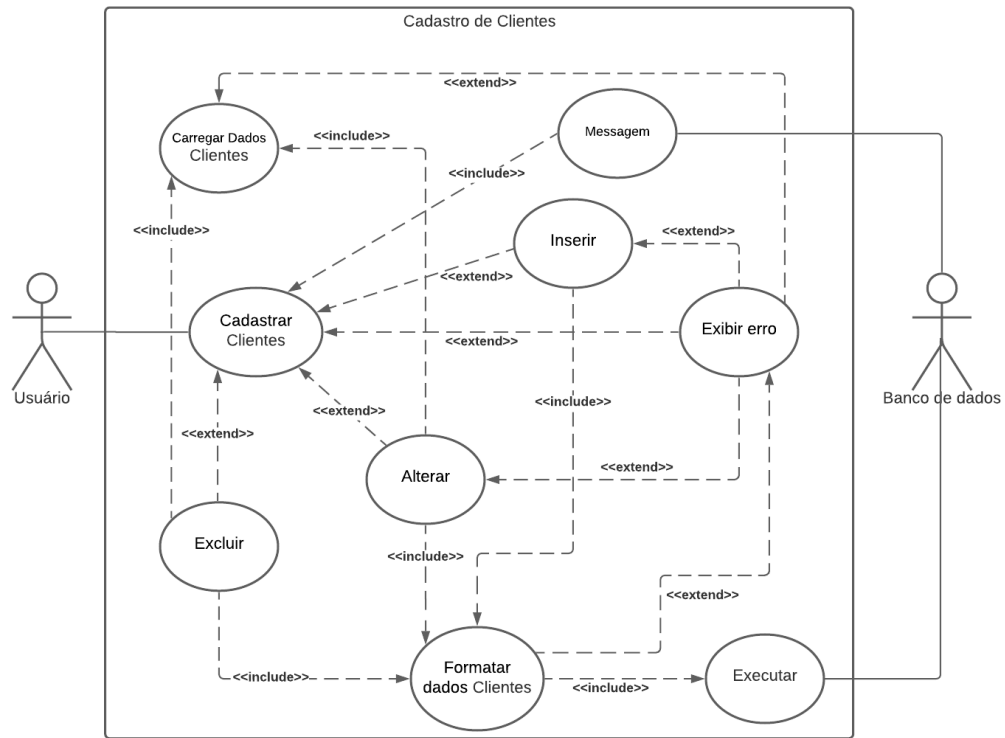 Cadastro de Clientes
<<extend>>
Carregar Dados
Clientes
<<include>>
Messagem
<<include>>
<<include>>
Inserir
<<extend>>
<<extend>>
Cadastrar
Clientes
Exibir erro
<<extend>>
Usuário
Banco de dados
<<extend>>
<<include>>
<<extend>>
Alterar
<<extend>>
Excluir
<<include>>
<<extend>>
Formatar
dados Clientes
<<include>>
<<include>>
Executar